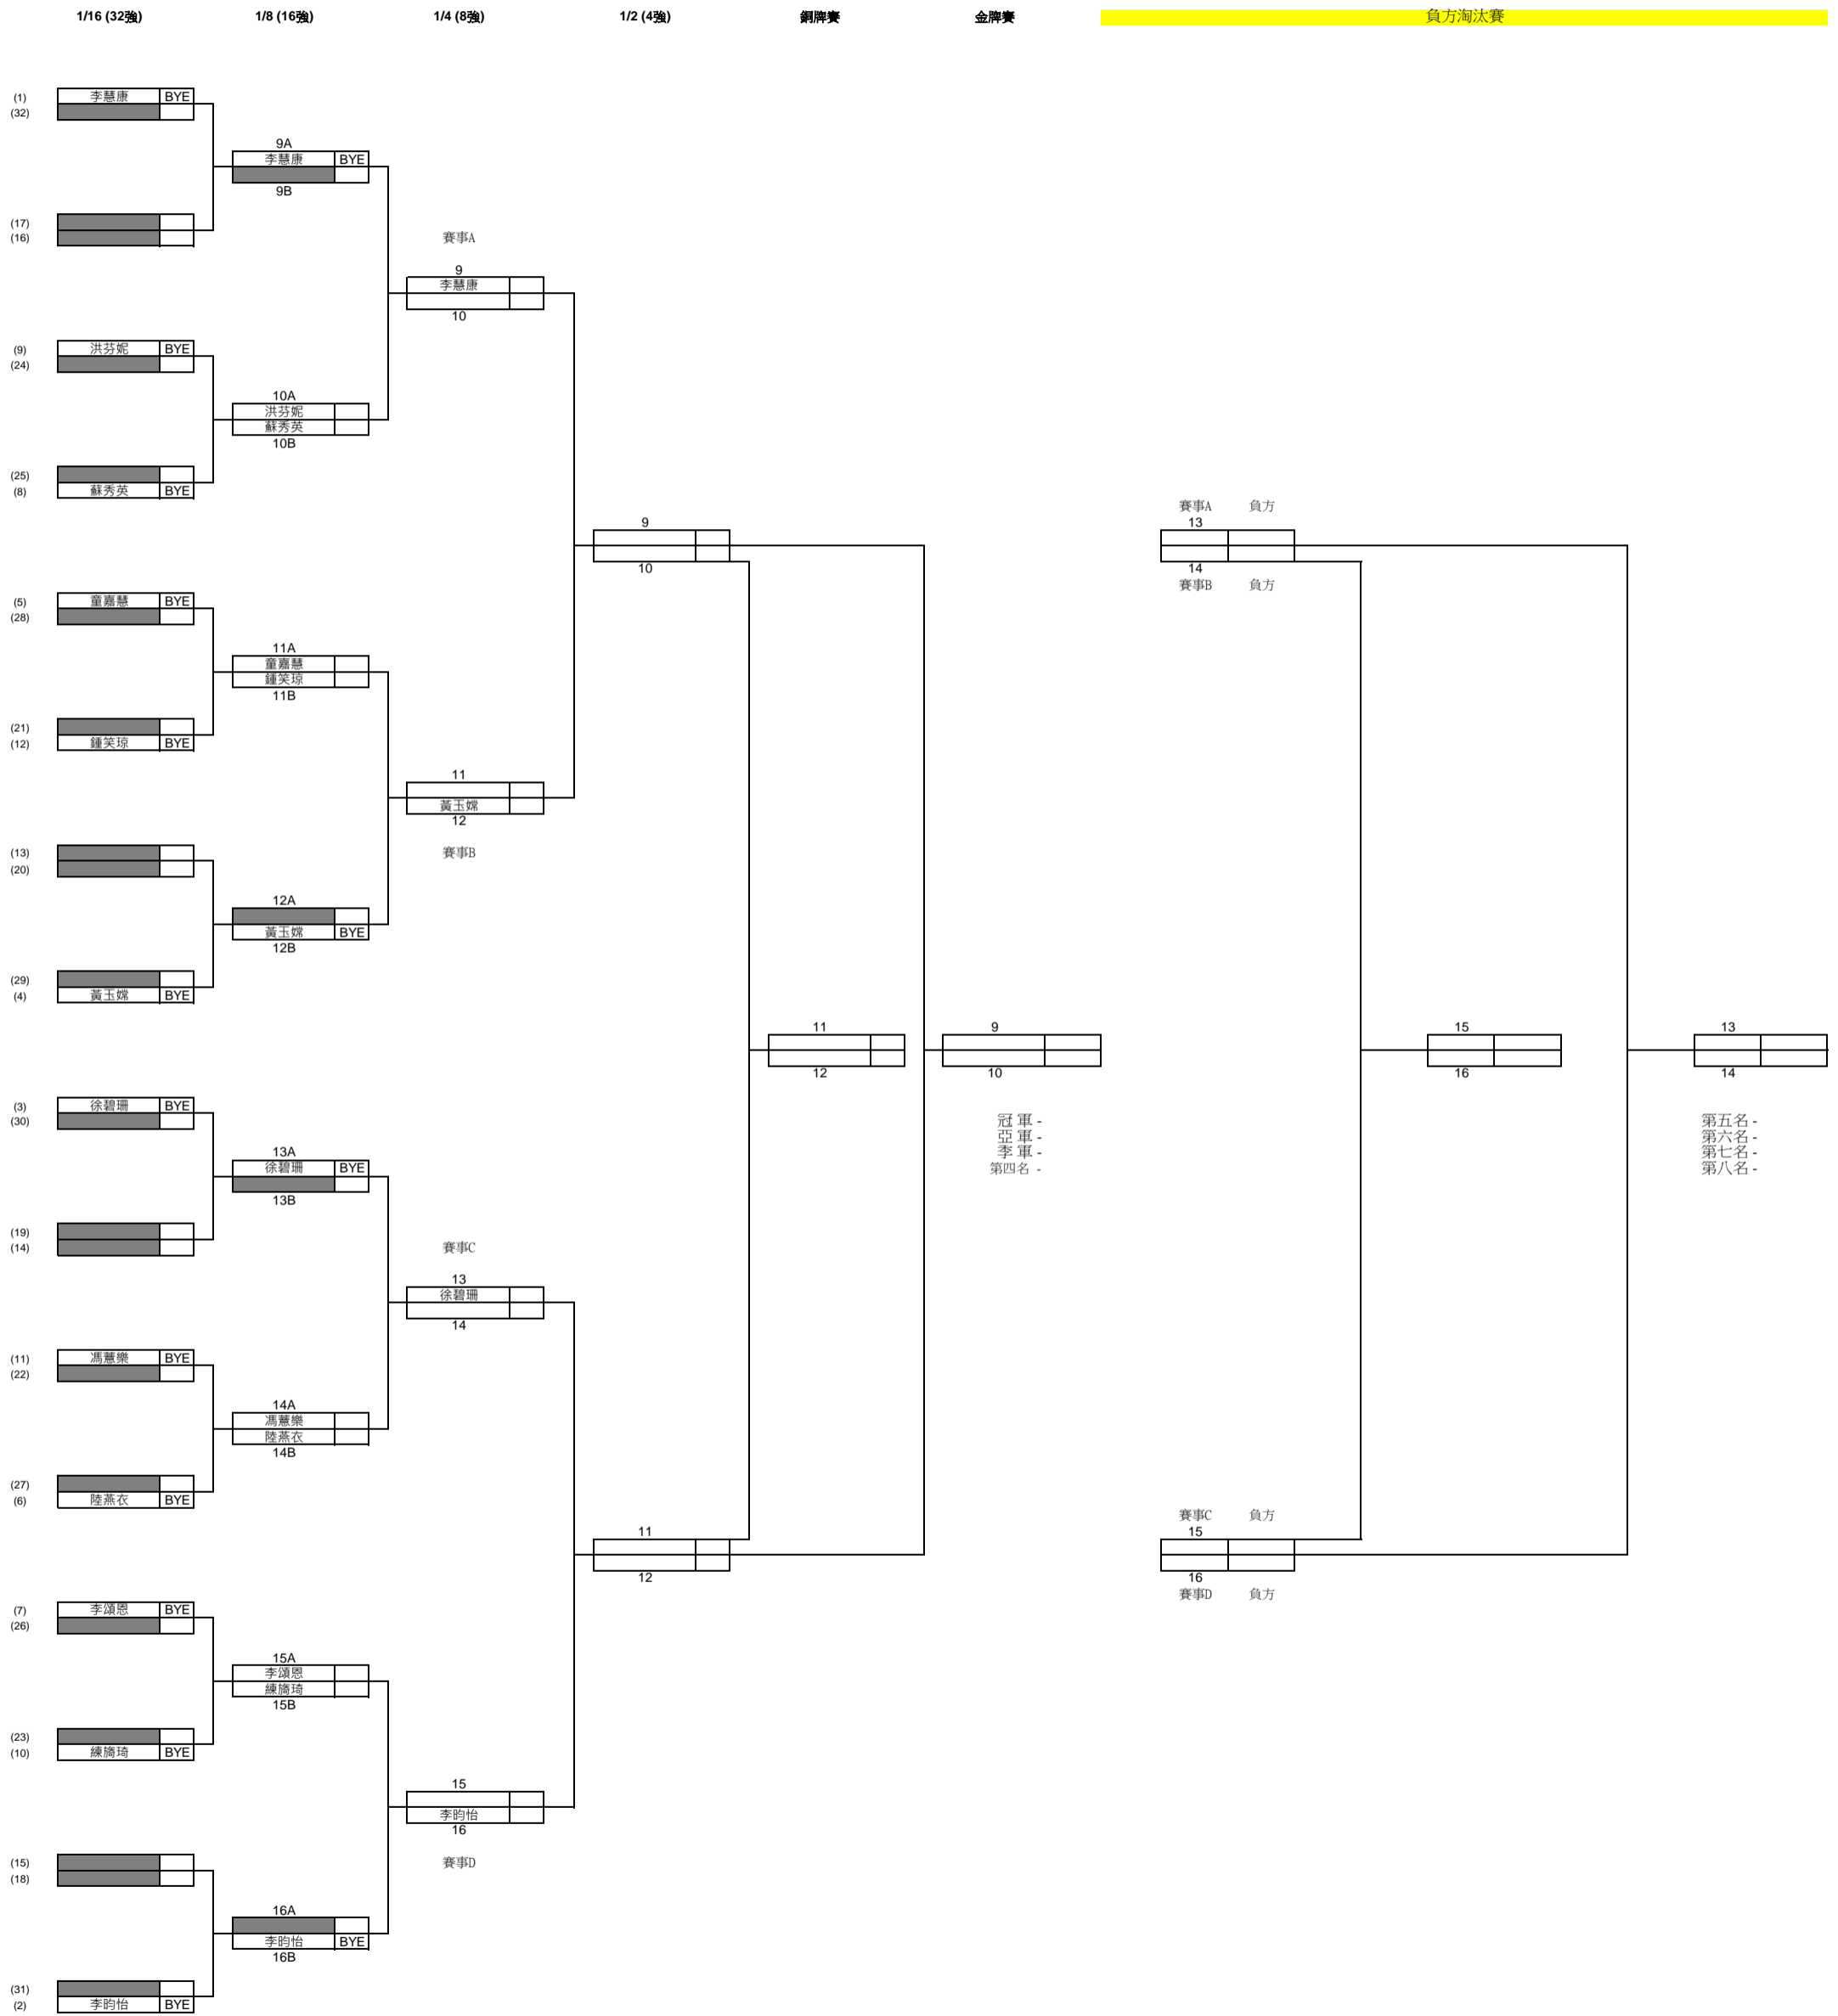 1/16 (32強) 1/8 (16強) 1/4 (8強) 1/2 (4強) 銅牌賽 金牌賽 負方淘汰賽
(1) 李慧康 BYE
(32)
9A
李慧康 BYE
9B
(17)
(16)
賽事A
9
李慧康
10
(9) 洪芬妮 BYE
(24)
10A
洪芬妮
蘇秀英
10B
(25)
(8) 蘇秀英 BYE
賽事A 負方
9 13
10 14
賽事B 負方
(5) 童嘉慧 BYE
(28)
11A
童嘉慧
鍾笑琼
11B
(21)
(12) 鍾笑琼 BYE
11
黃玉嫦
12
(13)
(20)
賽事B
12A
黃玉嫦 BYE
12B
(29)
(4) 黃玉嫦 BYE
11 9 15 13
12 10 16 14
(3) 徐碧珊 BYE
(30)
冠 軍 - 第五名 -
亞 軍 - 第六名 -
季 軍 - 第七名 -
第四名 - 第八名 -
13A
徐碧珊 BYE
13B
(19)
(14)
賽事C
13
徐碧珊
14
(11) 馮薏樂 BYE
(22)
14A
馮薏樂
陸燕衣
14B
(27)
(6) 陸燕衣 BYE
賽事C 負方
11 15
12 16
賽事D 負方
(7) 李頌恩 BYE
(26)
15A
李頌恩
練旖琦
15B
(23)
(10) 練旖琦 BYE
15
李昀怡
16
(15)
(18)
賽事D
16A
李昀怡 BYE
16B
(31)
(2) 李昀怡 BYE